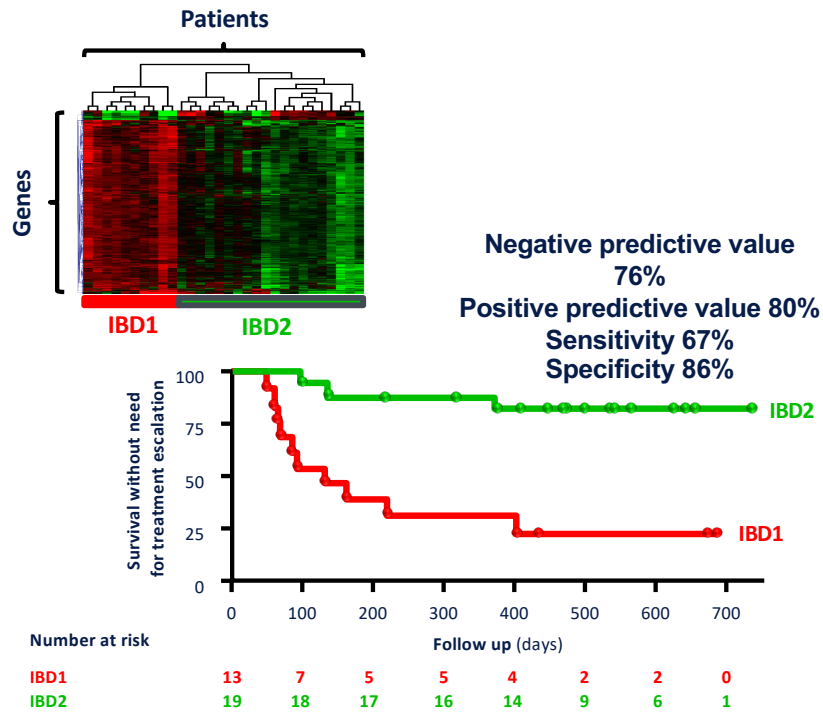 Patients
Genes
IBD1
IBD2
Negative predictive value
76%
Positive predictive value 80%
Sensitivity 67%
Specificity 86%
Survival without need
for treatment escalation
100
75
50
25
0
IBD2
IBD1
0 100 200 300 400 500 600 700
Number at risk
Follow up (days)
IBD1 13 7 5 5 4 2 2 0
IBD2 19 18 17 16 14 9 6 1